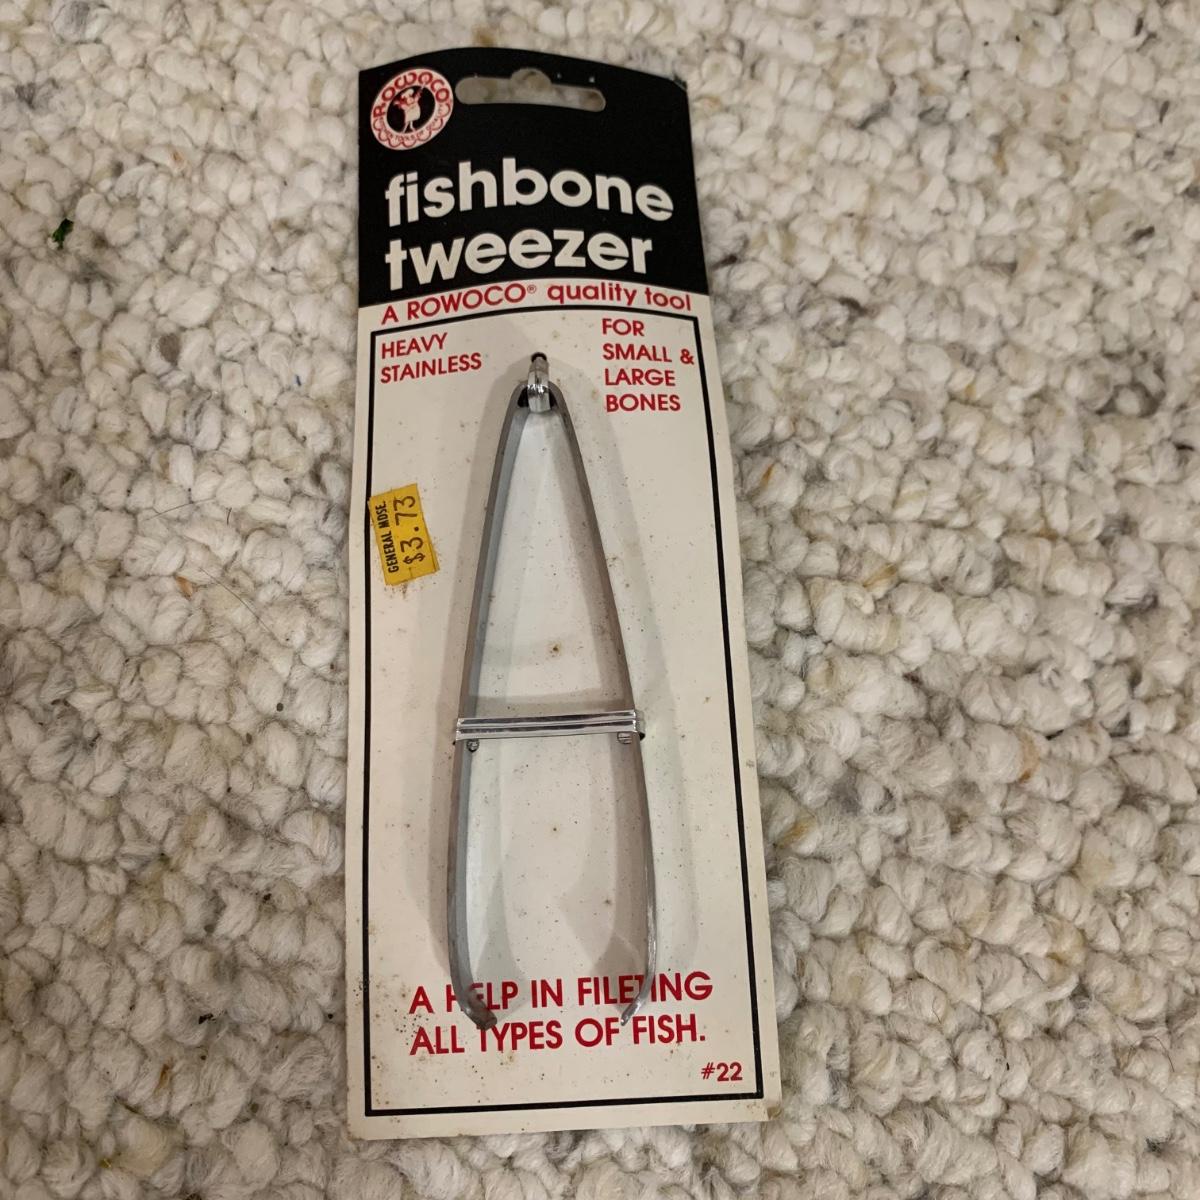 ROWOCO
fishbone
tweezer
A ROWOCO® quality tool
HEAVY
STAINLESS
FOR
SMALL &
LARGE
BONES
GENERAL MDSE.
$3.73
A HELP IN FILETING
ALL TYPES OF FISH.
#22